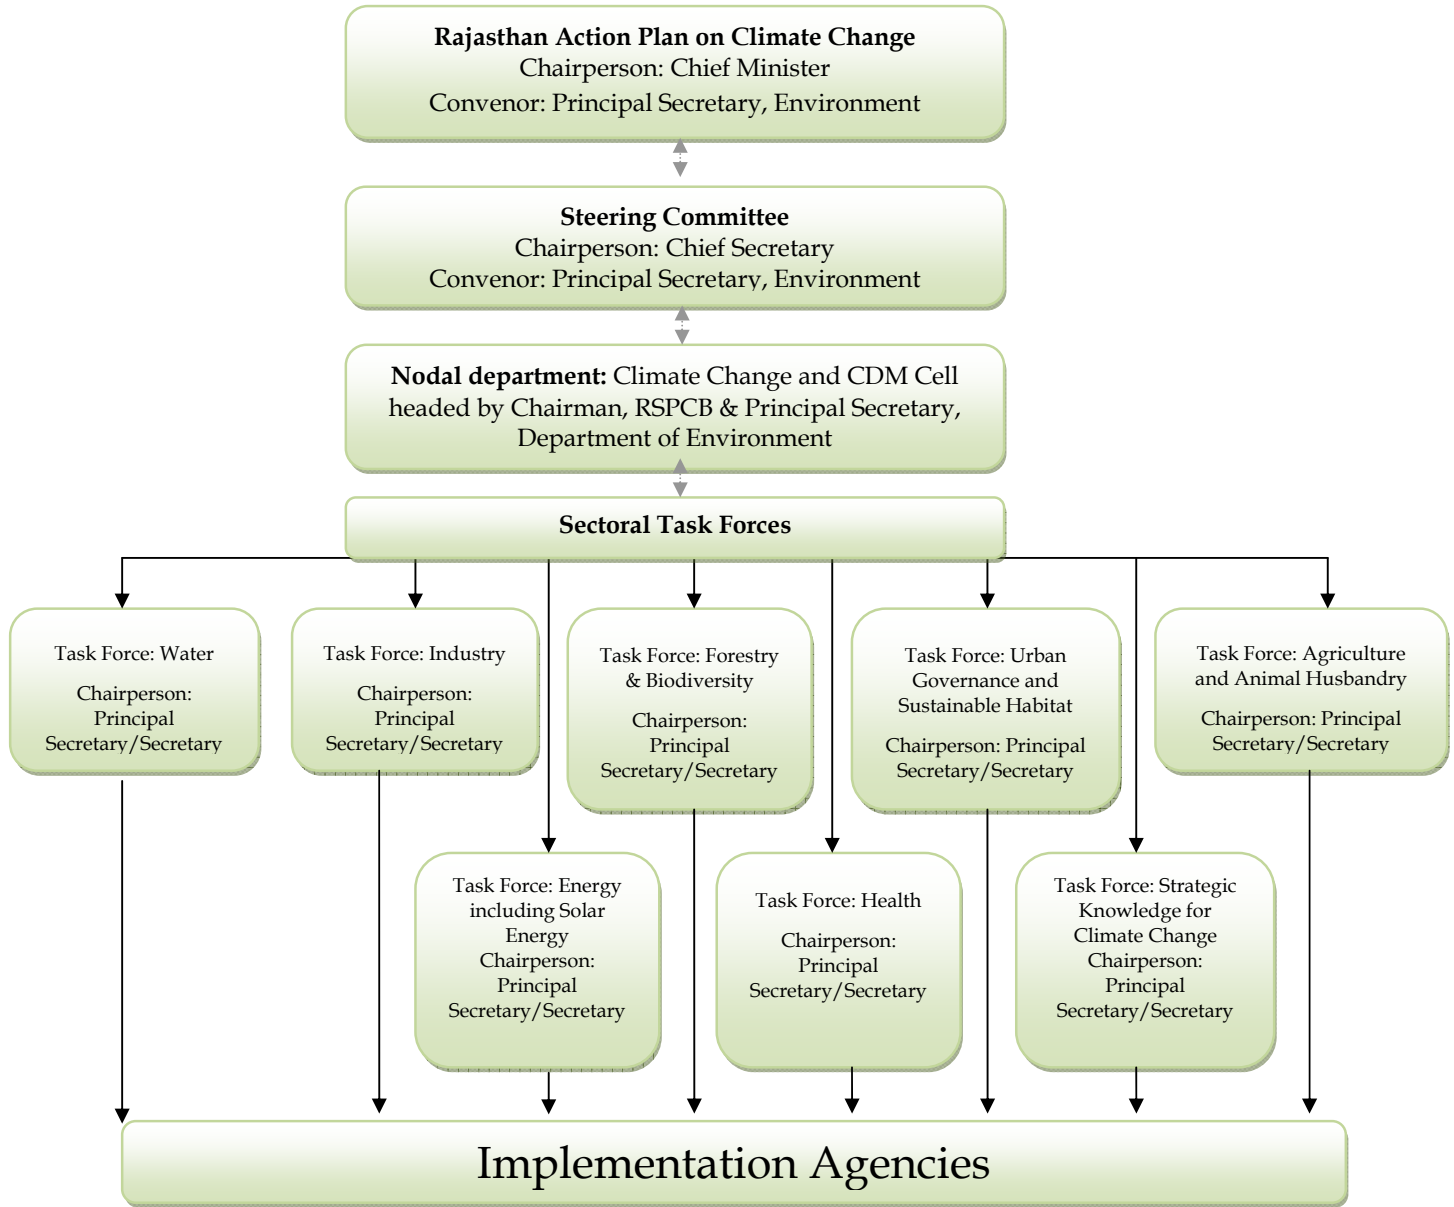 Rajasthan Action Plan on Climate Change
Chairperson: Chief Minister
Convenor: Principal Secretary, Environment
Steering Committee
Chairperson: Chief Secretary
Convenor: Principal Secretary, Environment
Nodal department: Climate Change and CDM Cell
headed by Chairman, RSPCB & Principal Secretary,
Department of Environment
Sectoral Task Forces
Task Force: Water
Chairperson:
Principal
Secretary/Secretary
Task Force: Industry
Chairperson:
Principal
Secretary/Secretary
Task Force: Forestry
& Biodiversity
Chairperson:
Principal
Secretary/Secretary
Task Force: Urban
Governance and
Sustainable Habitat
Chairperson: Principal
Secretary/Secretary
Task Force: Agriculture
and Animal Husbandry
Chairperson: Principal
Secretary/Secretary
Task Force: Energy
including Solar
Energy
Chairperson:
Principal
Secretary/Secretary
Task Force: Health
Chairperson:
Principal
Secretary/Secretary
Task Force: Strategic
Knowledge for
Climate Change
Chairperson:
Principal
Secretary/Secretary
Implementation Agencies